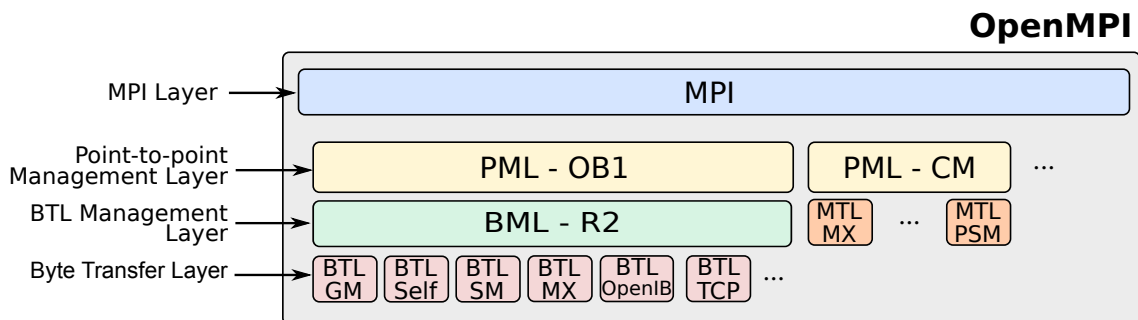 OpenMPI
MPI Layer
MPI
Point-to-point
Management Layer
PML - OB1
PML - CM
...
BTL Management
Layer
BML - R2
MTL
MX
...
MTL
PSM
Byte Transfer Layer
BTL
GM
BTL
Self
BTL
SM
BTL
MX
BTL
OpenIB
BTL
TCP
...